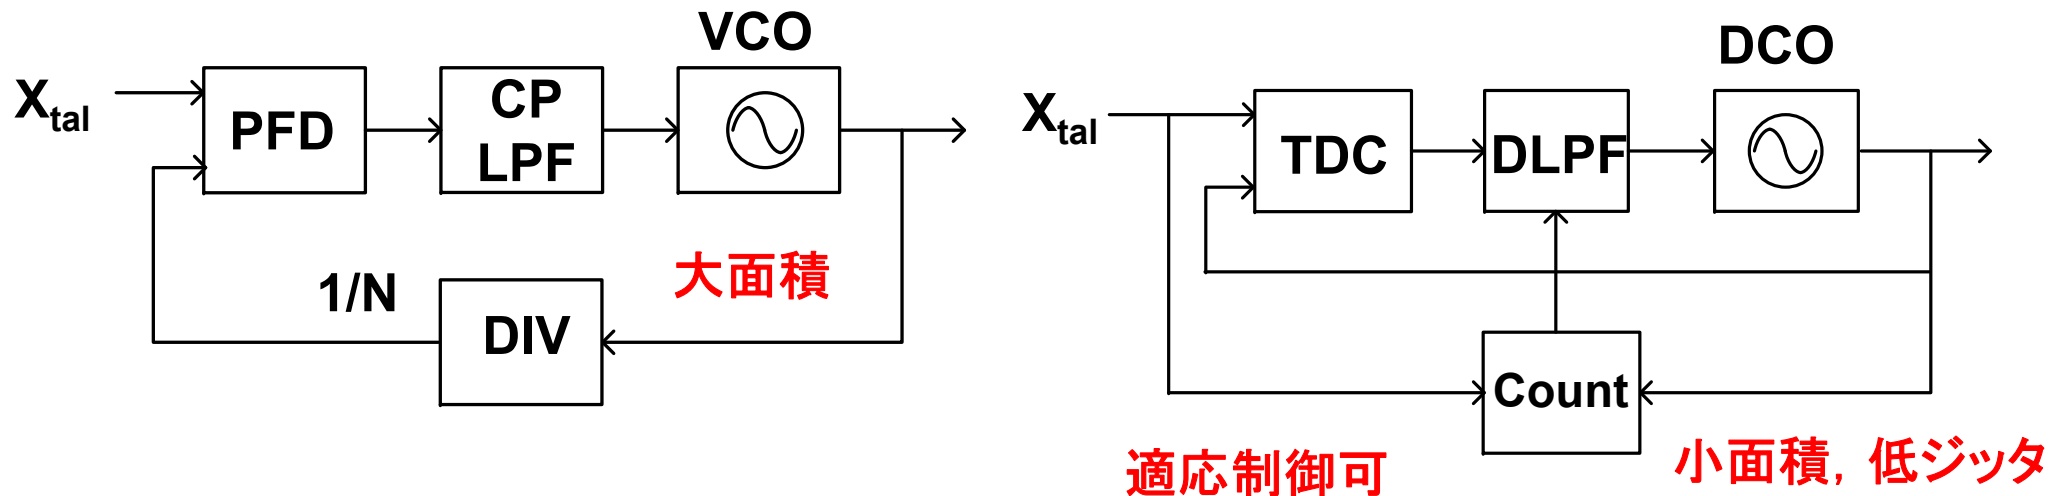 VCO
Xtal
PFD
CP
LPF
大面積
1/N
DIV
DCO
Xtal
TDC
DLPF
Count
適応制御可
小面積, 低ジッタ